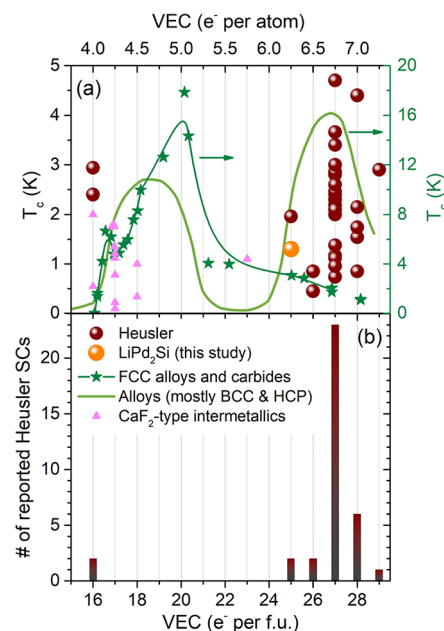 VEC (e⁻ per atom)
4.0 4.5 5.0 5.5 6.0 6.5 7.0
5 20
(a)
4 16
3 12
2 8
1 4
0 0
T_c (K)
T_c (K)
(b)
Heusler
LiPd₂Si (this study)
FCC alloys and carbides
Alloys (mostly BCC & HCP)
CaF₂-type intermetallics
20
15
10
5
0
# of reported Heusler SCs
16 18 20 22 24 26 28
VEC (e⁻ per f.u.)